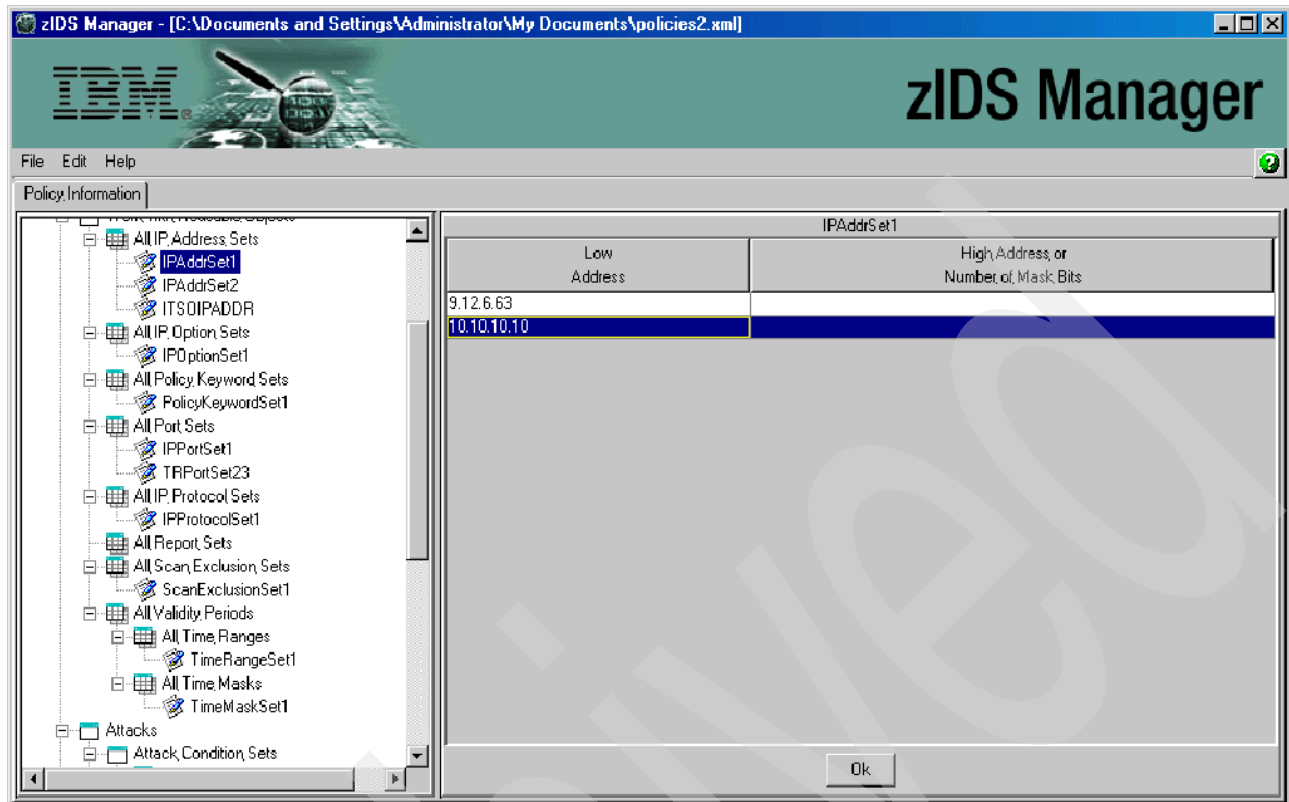 zIDS Manager - [C:\Documents and Settings\Administrator\My Documents\policies2.xml]
IBM®
zIDS Manager
File Edit Help
Policy Information
All IP Address Sets
IPAddrSet1
IPAddrSet2
ITSOIPADDR
All IP Option Sets
IPOptionSet1
All Policy Keyword Sets
PolicyKeywordSet1
All Port Sets
IPPortSet1
TRPortSet23
All IP Protocol Sets
IPProtocolSet1
All Report Sets
All Scan Exclusion Sets
ScanExclusionSet1
All Validity Periods
All Time Ranges
TimeRangeSet1
All Time Masks
TimeMaskSet1
Attacks
Attack Condition Sets
IPAddrSet1
Low
Address
High Address or
Number of Mask Bits
9.12.6.63
10.10.10.10
Ok